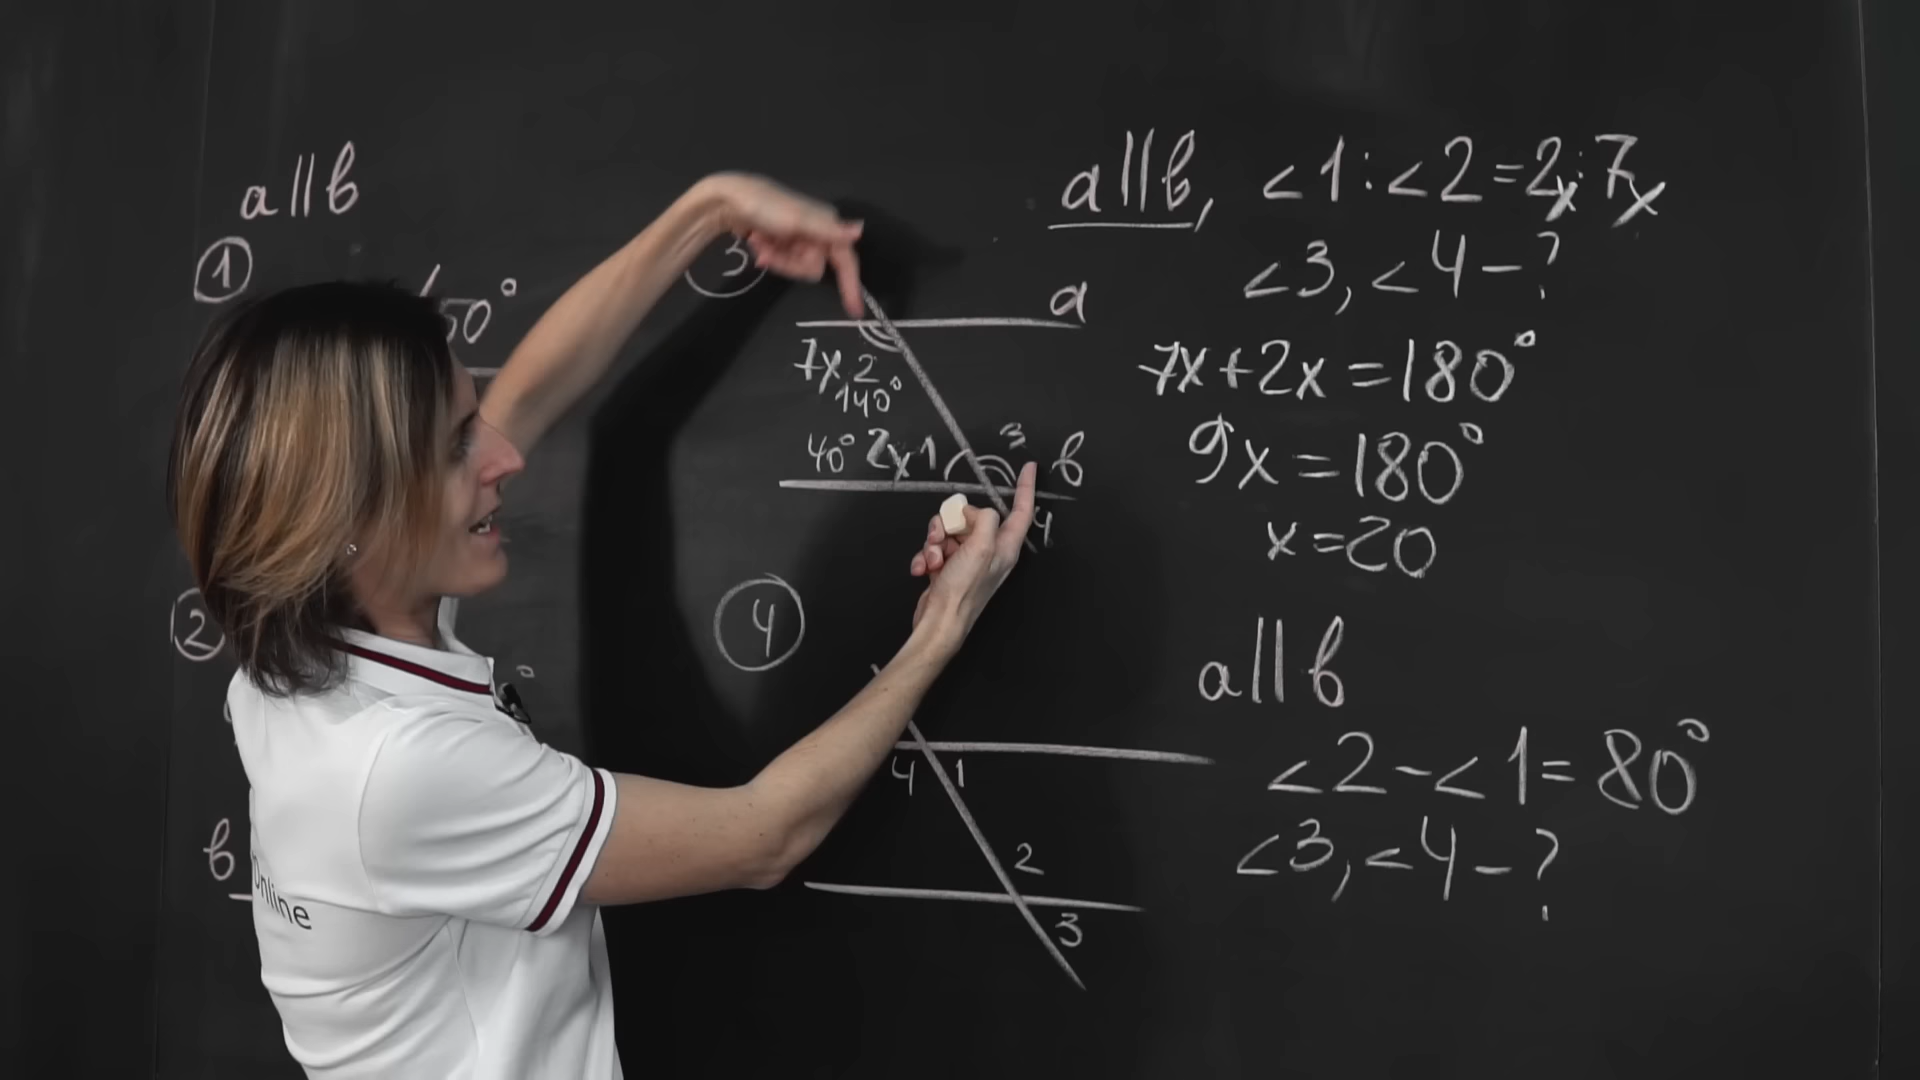 a || b
1
50°
2
b
Online
3
a
7x 2
140°
40° 2x 1
3
b
4
4
4
1
2
3
a || b, <1 : <2 = 2x : 7x
<3, <4 - ?
7x + 2x = 180°
9x = 180°
x = 20
a || b
<2 - <1 = 80°
<3, <4 - ?